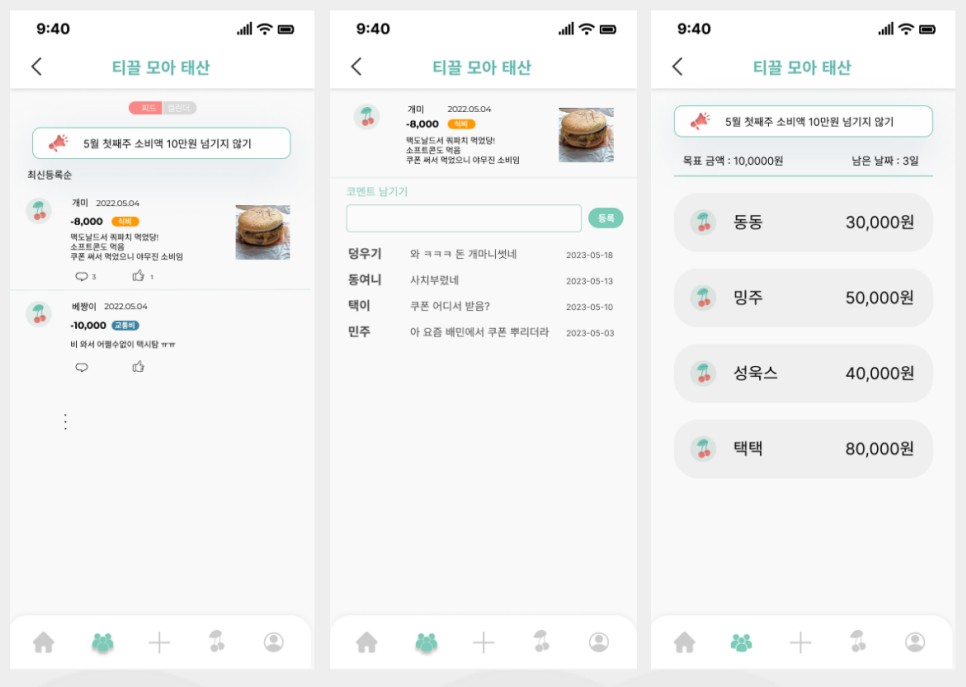 9:40
티끌 모아 태산
피드
5월 첫째주 소비액 10만원 넘기지 않기
최신등록순
개미 2022.05.04
-8,000 식비
맥도날드서 쿼파치 먹었당!
소프트콘도 먹음
쿠폰 써서 먹었으니 야무진 소비임
3 1
베짱이 2022.05.04
-10,000 교통비
비 와서 어쩔수없이 택시탐 ㅠㅠ
9:40
티끌 모아 태산
개미 2022.05.04
-8,000 식비
맥도날드서 쿼파치 먹었당!
소프트콘도 먹음
쿠폰 써서 먹었으니 야무진 소비임
코멘트 남기기
등록
덩우기 와 ㅋㅋㅋ 돈 개마니썻네 2023-05-18
동여니 사치부렸네 2023-05-13
택이 쿠폰 어디서 받음? 2023-05-10
민주 아 요즘 배민에서 쿠폰 뿌리더라 2023-05-03
9:40
티끌 모아 태산
5월 첫째주 소비액 10만원 넘기지 않기
목표 금액 : 10,0000원 남은 날짜 : 3일
동동 30,000원
밍주 50,000원
성욱스 40,000원
택택 80,000원